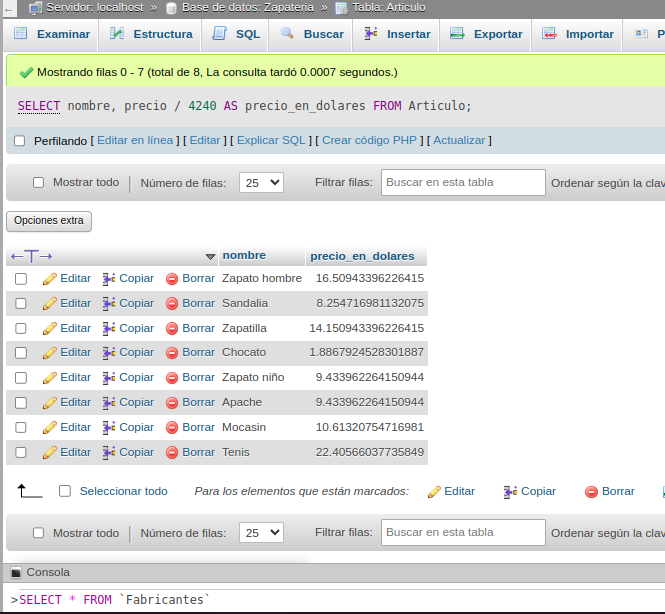 ← Servidor: localhost » Base de datos: Zapateria » Tabla: Articulo
Examinar Estructura SQL Buscar Insertar Exportar Importar P
Mostrando filas 0 - 7 (total de 8, La consulta tardó 0.0007 segundos.)
SELECT nombre, precio / 4240 AS precio_en_dolares FROM Articulo;
Perfilando [ Editar en línea ] [ Editar ] [ Explicar SQL ] [ Crear código PHP ] [ Actualizar ]
Mostrar todo | Número de filas: 25 Filtrar filas: Buscar en esta tabla Ordenar según la clav
Opciones extra
←T→ nombre precio_en_dolares
Editar Copiar Borrar Zapato hombre 16.50943396226415
Editar Copiar Borrar Sandalia 8.254716981132075
Editar Copiar Borrar Zapatilla 14.150943396226415
Editar Copiar Borrar Chocato 1.8867924528301887
Editar Copiar Borrar Zapato niño 9.433962264150944
Editar Copiar Borrar Apache 9.433962264150944
Editar Copiar Borrar Mocasin 10.61320754716981
Editar Copiar Borrar Tenis 22.40566037735849
Seleccionar todo Para los elementos que están marcados: Editar Copiar Borrar
Mostrar todo | Número de filas: 25 Filtrar filas: Buscar en esta tabla Ordenar según la clav
Consola
>SELECT * FROM `Fabricantes`